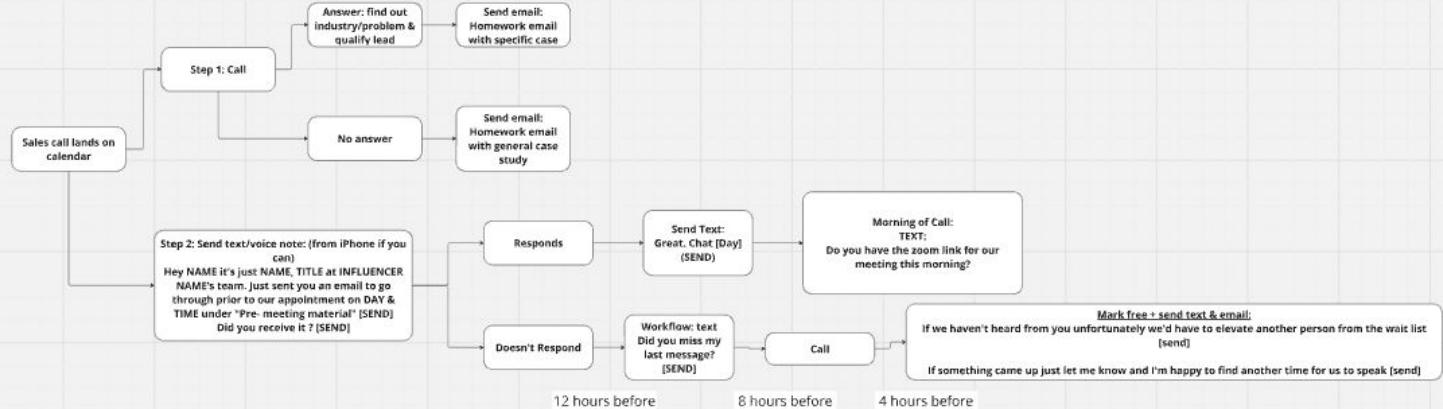 Answer: find out
industry/problem &
qualify lead
Send email:
Homework email
with specific case
Step 1: Call
No answer
Send email:
Homework email
with general case
study
Sales call lands on
calendar
Step 2: Send text/voice note: (from iPhone if you
can)
Hey NAME it's just NAME, TITLE at INFLUENCER
NAME's team. Just sent you an email to go
through prior to our appointment on DAY &
TIME under "Pre- meeting material" [SEND]
Did you receive it ? [SEND]
Responds
Send Text:
Great. Chat [Day]
(SEND)
Morning of Call:
TEXT:
Do you have the zoom link for our
meeting this morning?
Doesn't Respond
Workflow: text
Did you miss my
last message?
[SEND]
Call
Mark free + send text & email:
If we haven't heard from you unfortunately we'd have to elevate another person from the wait list
[send]
If something came up just let me know and I'm happy to find another time for us to speak [send]
12 hours before
8 hours before
4 hours before